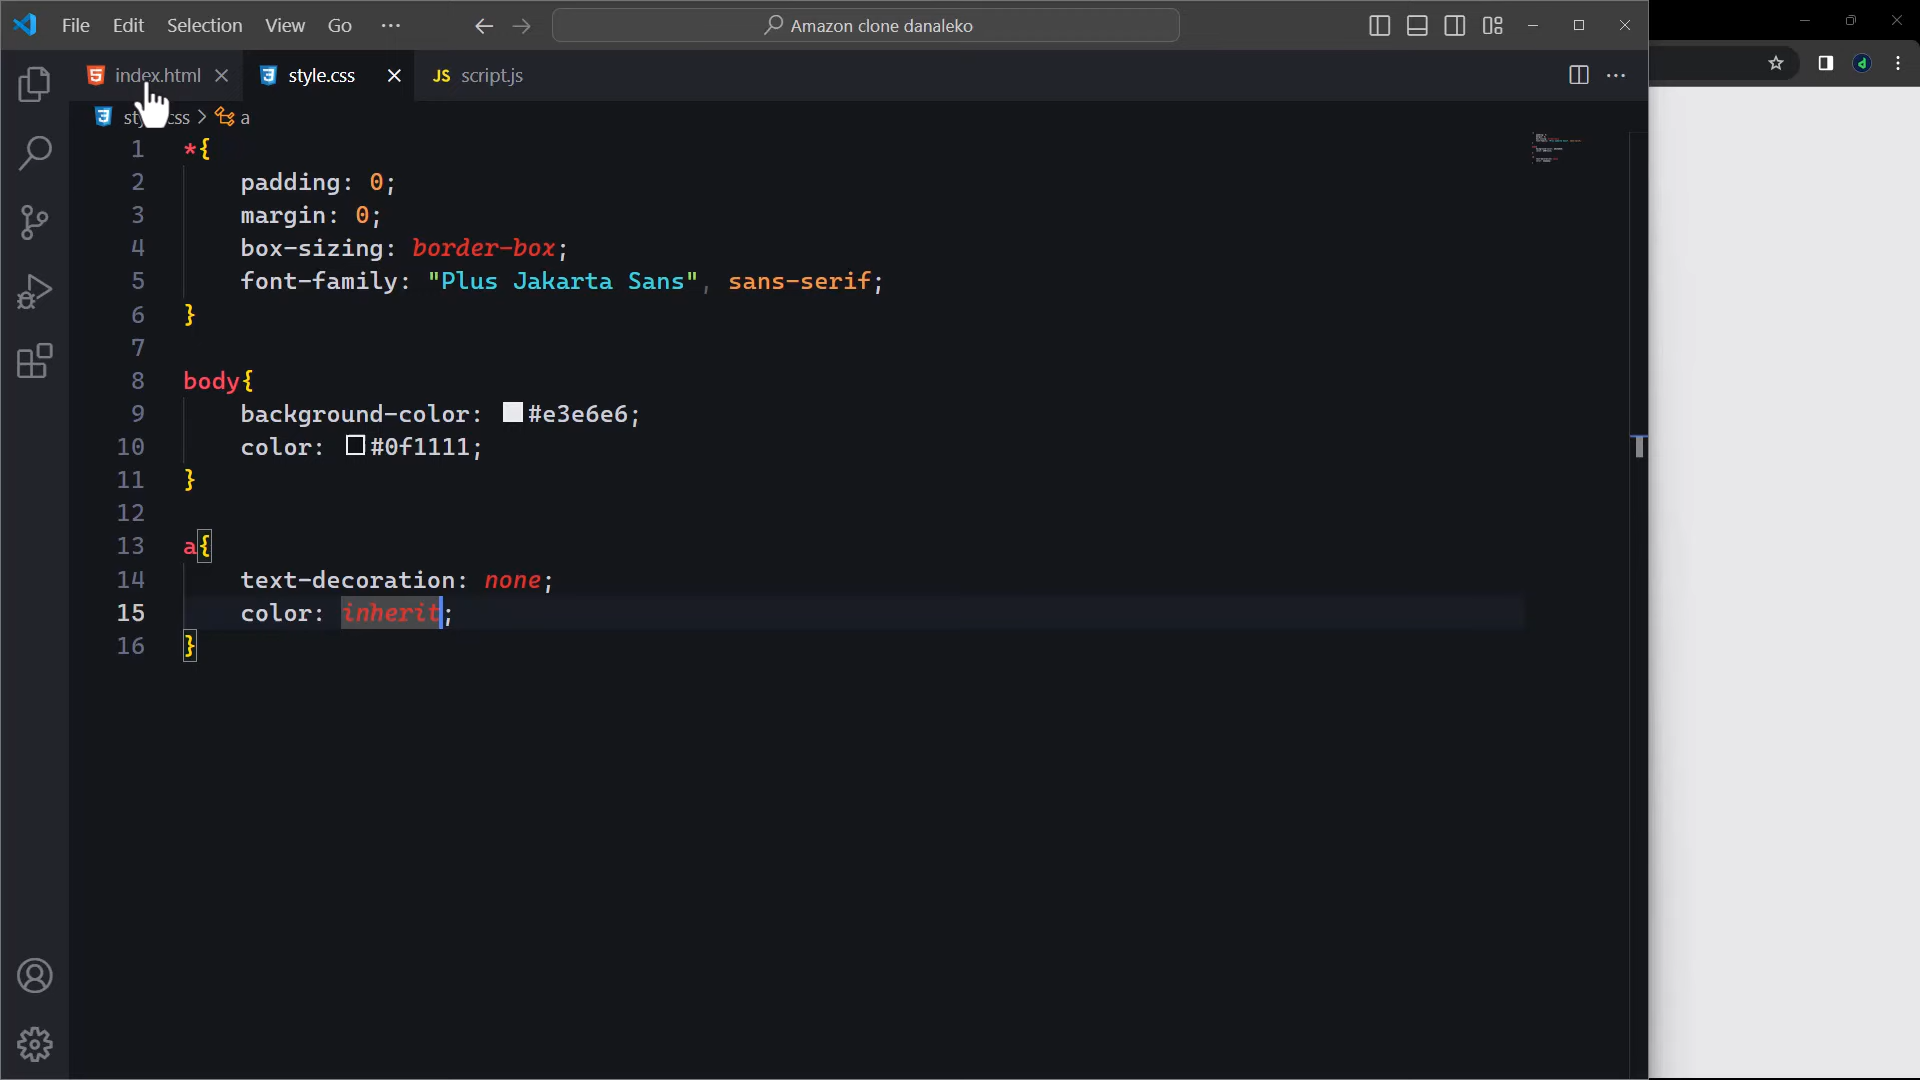 File Edit Selection View Go ··· Amazon clone danaleko
index.html style.css JS script.js
a
1 *{
2 padding: 0;
3 margin: 0;
4 box-sizing: border-box;
5 font-family: "Plus Jakarta Sans", sans-serif;
6 }
7
8 body{
9 background-color: #e3e6e6;
10 color: #0f1111;
11 }
12
13 a{
14 text-decoration: none;
15 color: inherit;
16 }